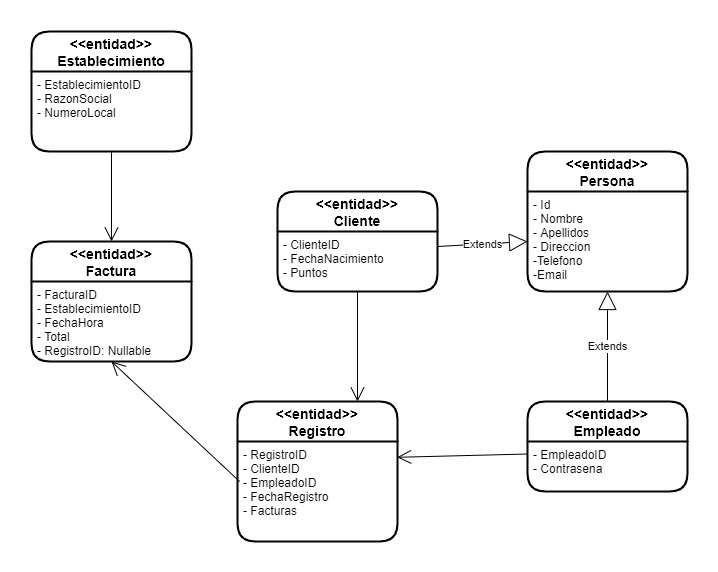 <<entidad>>
Establecimiento
- EstablecimientoID
- RazonSocial
- NumeroLocal
<<entidad>>
Persona
- Id
- Nombre
- Apellidos
- Direccion
-Telefono
-Email
<<entidad>>
Cliente
- ClienteID
- FechaNacimiento
- Puntos
Extends
<<entidad>>
Factura
- FacturaID
- EstablecimientoID
- FechaHora
- Total
- RegistroID: Nullable
Extends
<<entidad>>
Registro
- RegistroID
- ClienteID
- EmpleadoID
- FechaRegistro
- Facturas
<<entidad>>
Empleado
- EmpleadoID
- Contrasena